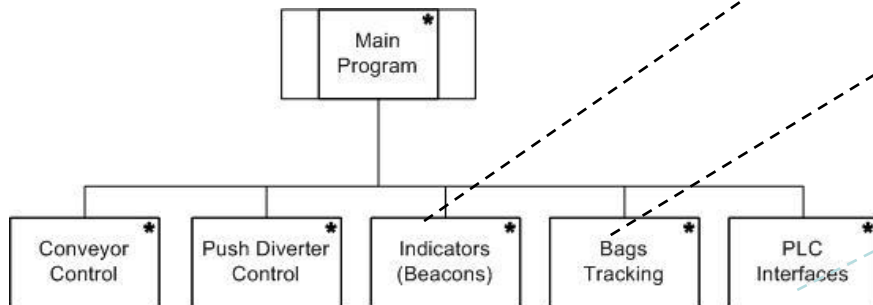 *
Main
Program
* * * * *
Conveyor
Control
Push Diverter
Control
Indicators
(Beacons)
Bags
Tracking
PLC
Interfaces